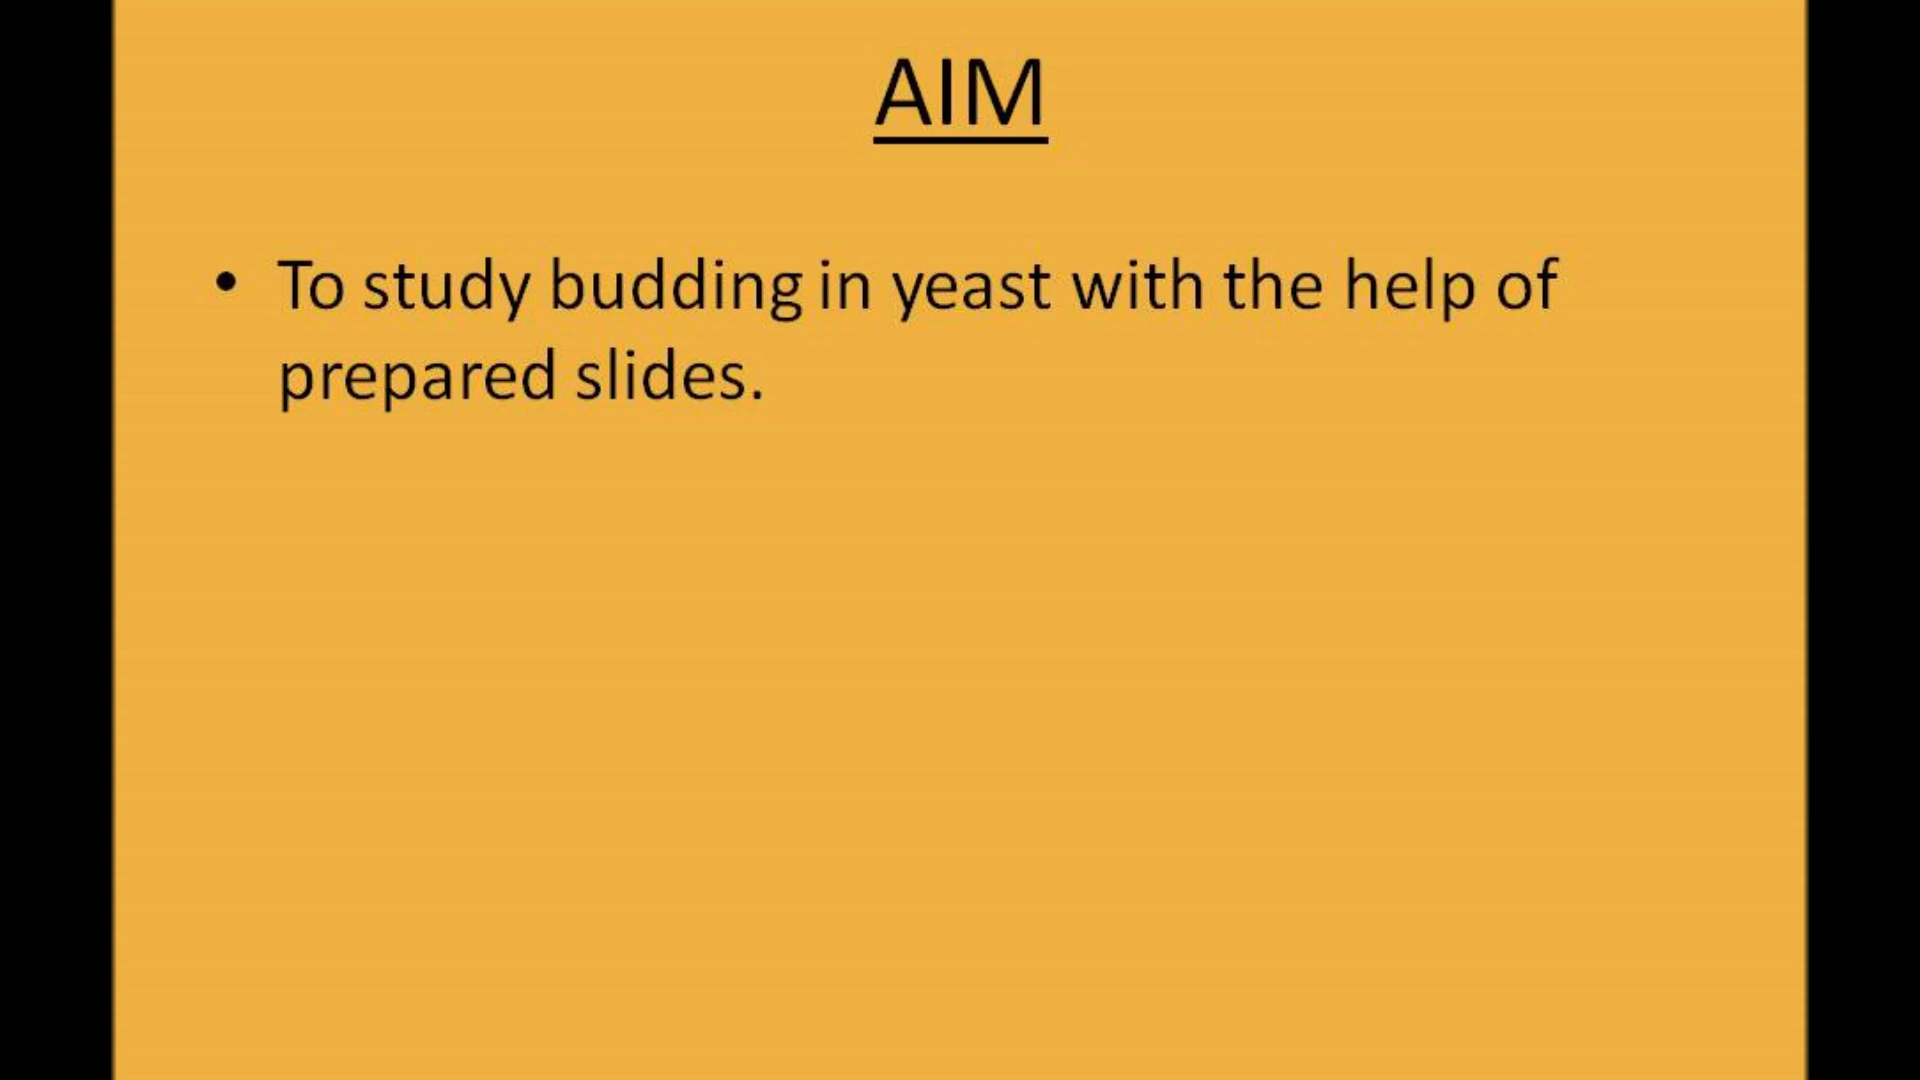 AIM
• To study budding in yeast with the help of
prepared slides.